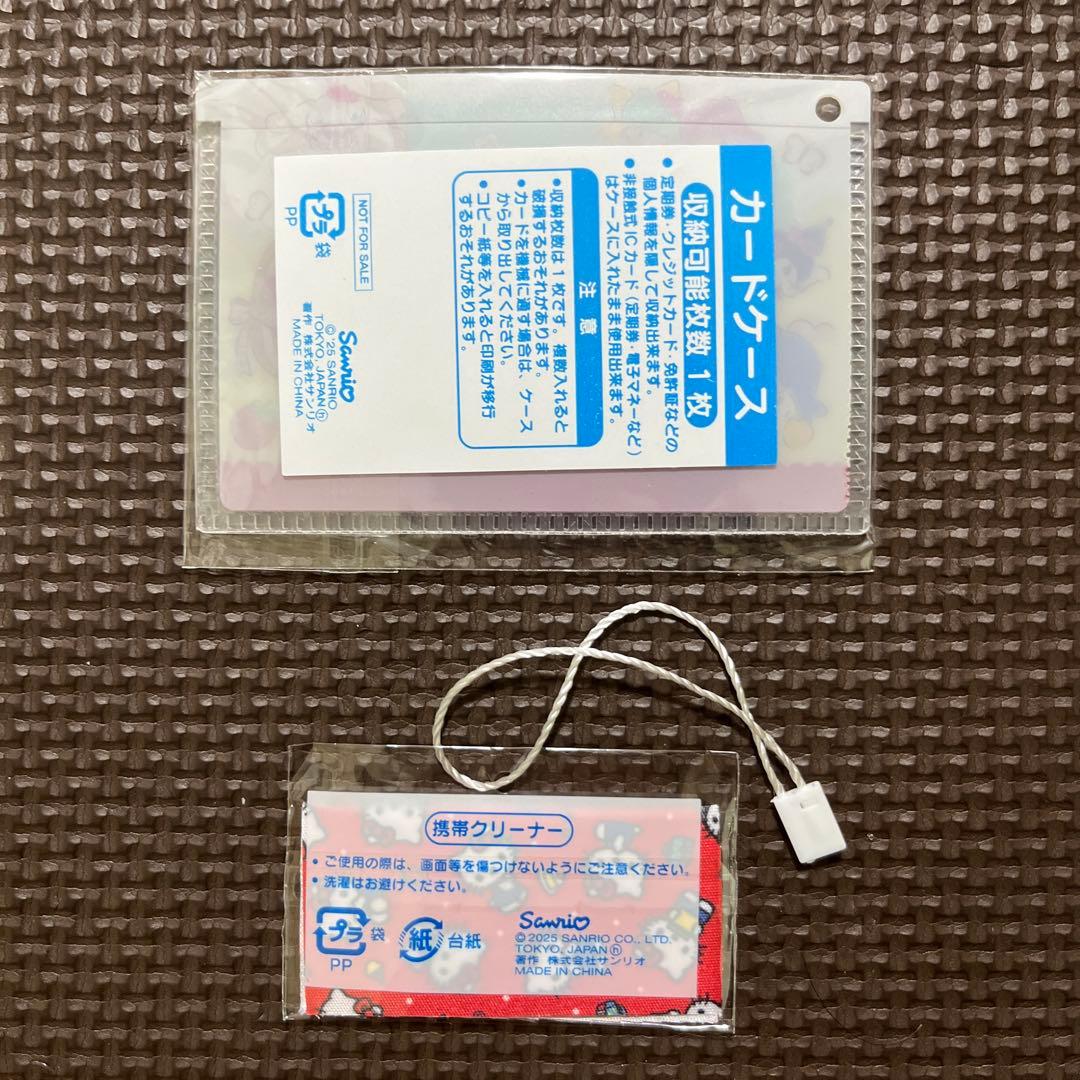 カードケース
収納可能枚数 1 枚
● 定期券・クレジットカード・免許証などの
個人情報を隠して収納出来ます。
● 非接触式 IC カード (定期券・電子マネーなど)
はケースに入れたまま使用出来ます。
注意
● 収納枚数は 1 枚です。複数入れると
破損するおそれがあります。
● カードを機械に通す場合は、ケース
から取り出してください。
● コピー紙等を入れると印刷が移行
するおそれがあります。
NOT FOR SALE
プラ 袋
PP
Sanrio
© '25 SANRIO
TOKYO, JAPAN ⓗ
著作 株式会社サンリオ
MADE IN CHINA
携帯クリーナー
• ご使用の際は、画面等を傷つけないようにご注意ください。
• 洗濯はお避けください。
プラ 袋
PP
紙 台紙
Sanrio
© 2025 SANRIO CO., LTD.
TOKYO, JAPAN ⓗ
著作 株式会社サンリオ
MADE IN CHINA